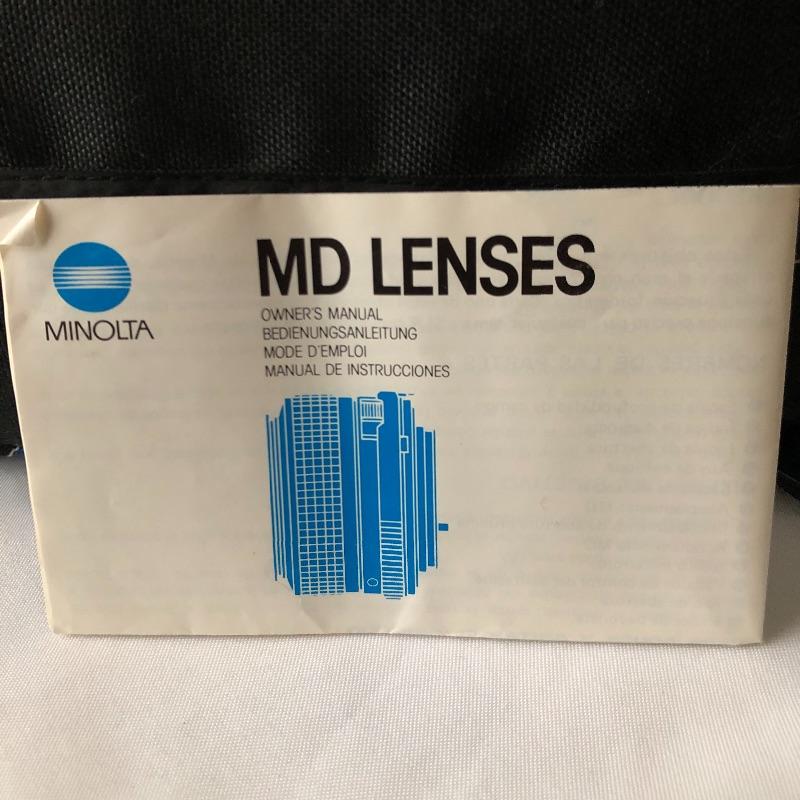 MD LENSES
MINOLTA
OWNER'S MANUAL
BEDIENUNGSANLEITUNG
MODE D'EMPLOI
MANUAL DE INSTRUCCIONES